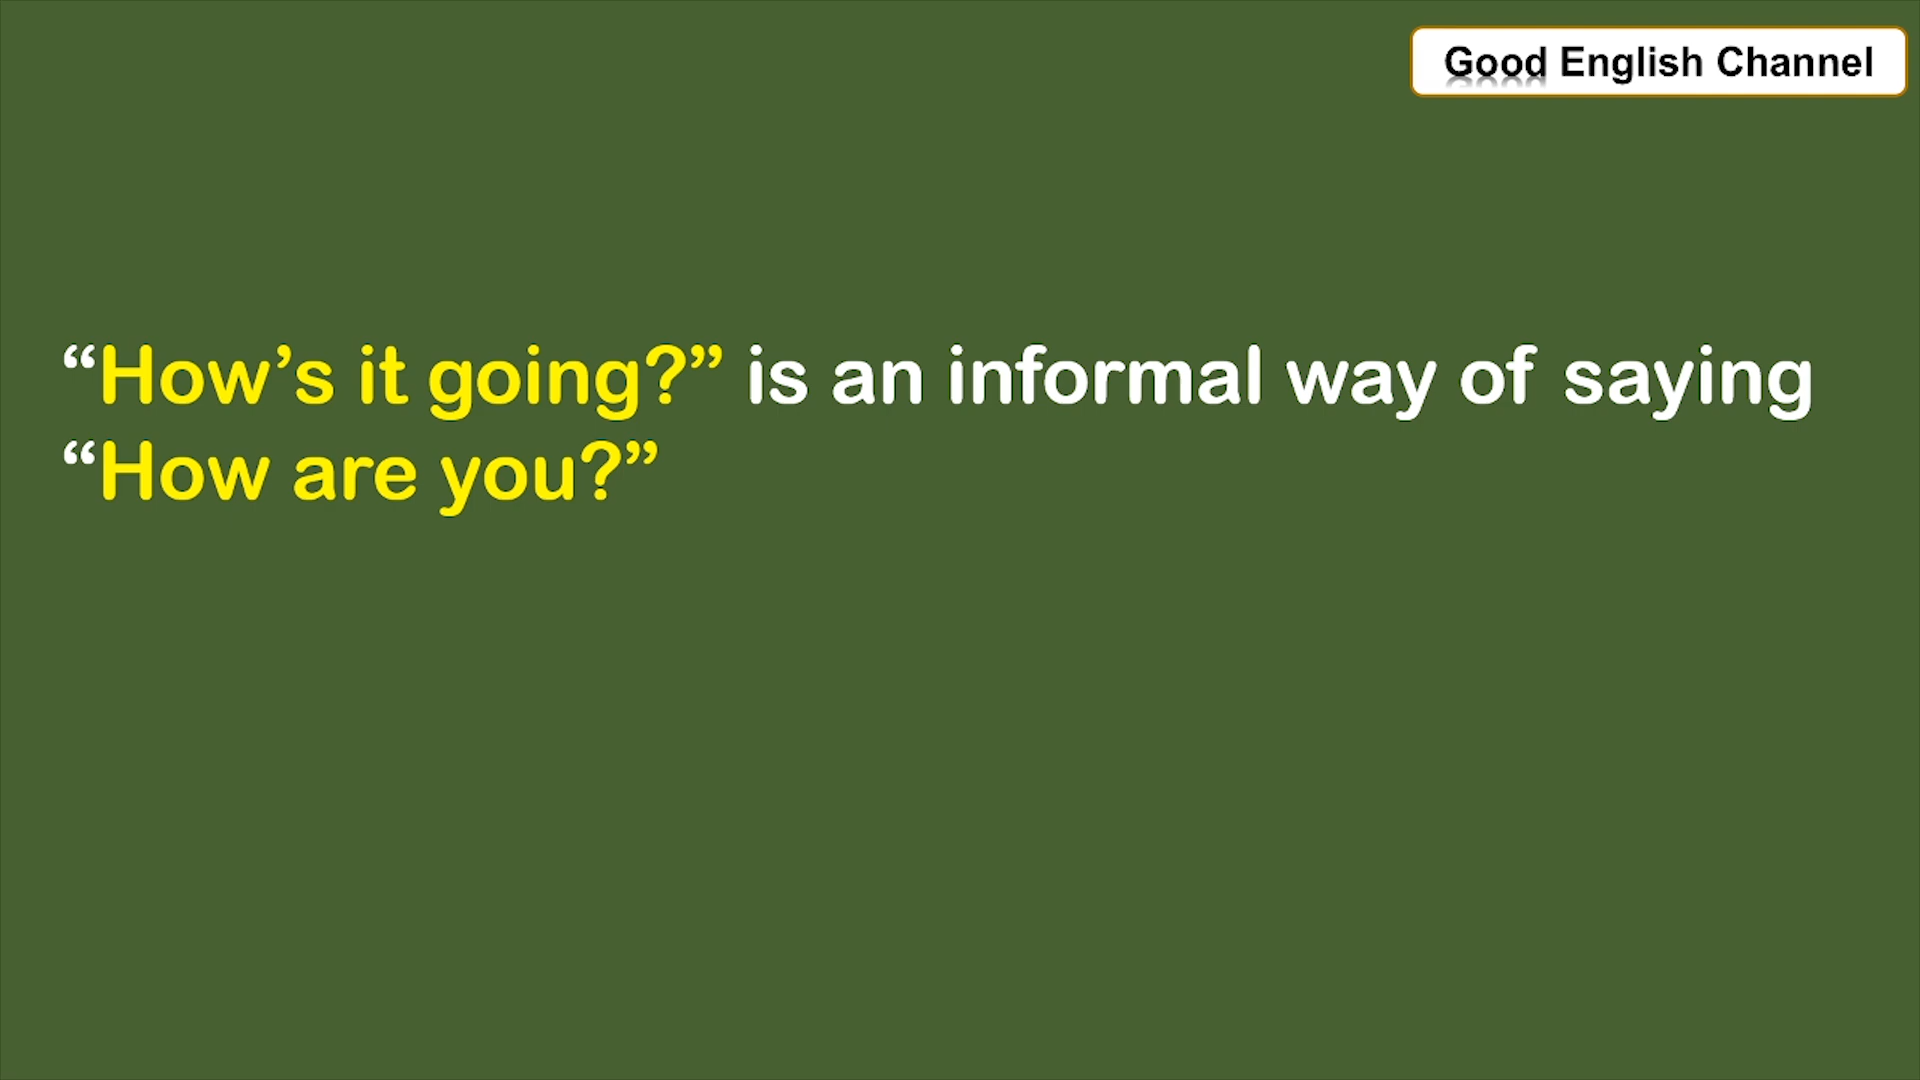 Good English Channel
“How’s it going?” is an informal way of saying
“How are you?”